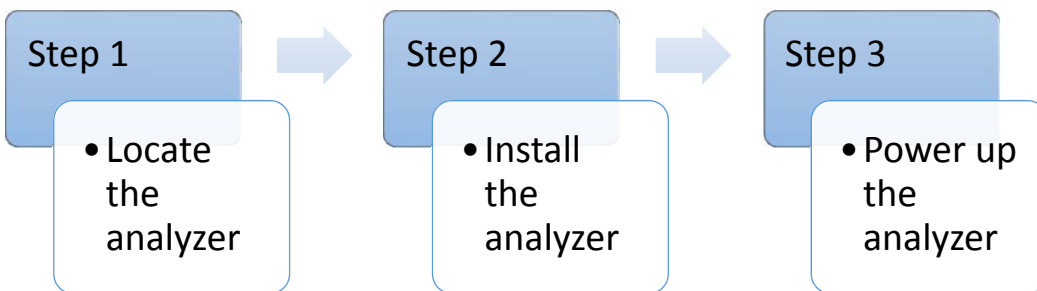 Step 1
• Locate
the
analyzer
Step 2
• Install
the
analyzer
Step 3
• Power up
the
analyzer